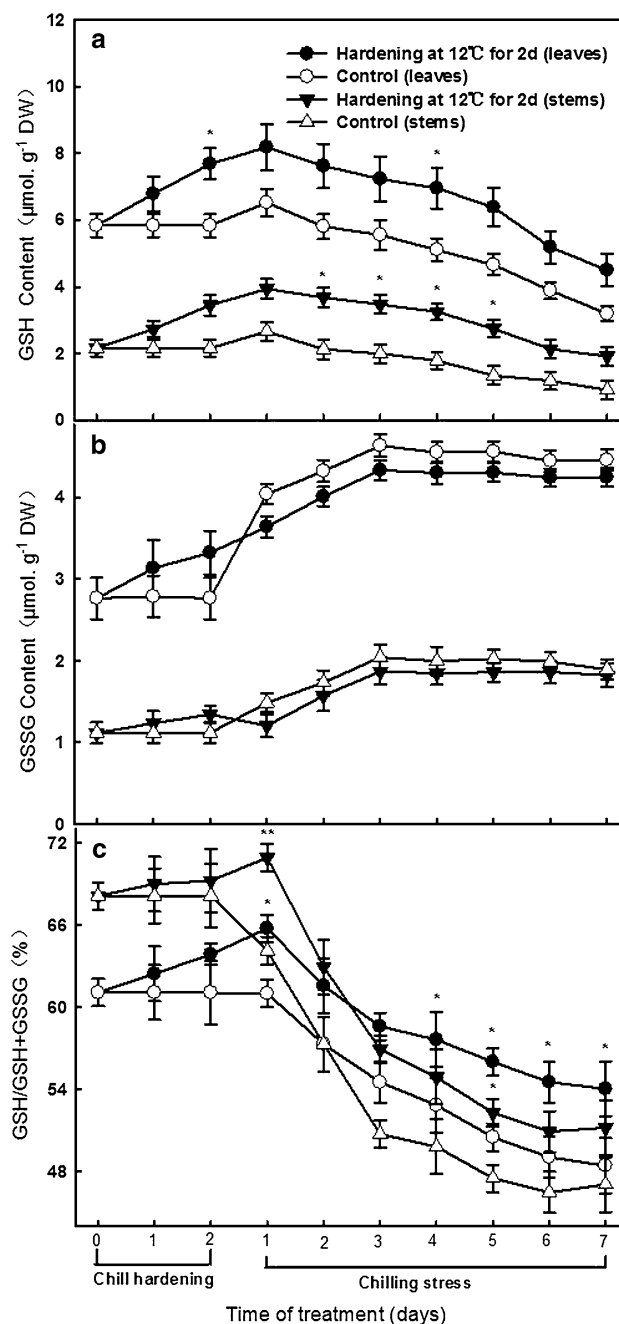 a
12
10
8
6
4
2
0
GSH Content (μmol. g-1 DW)
Hardening at 12℃ for 2d (leaves)
Control (leaves)
Hardening at 12℃ for 2d (stems)
Control (stems)
*
*
*
*
*
*
b
4
3
2
1
0
GSSG Content (μmol. g-1 DW)
c
72
66
60
54
48
GSH/GSH+GSSG (%)
**
*
*
*
*
*
*
0 1 2 1 2 3 4 5 6 7
Chill hardening Chilling stress
Time of treatment (days)